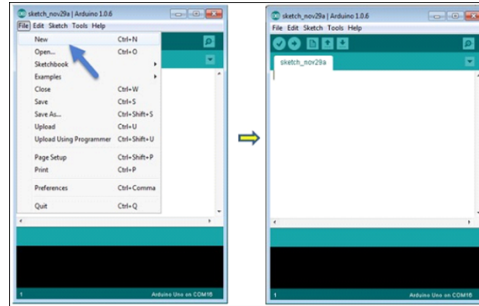 sketch_nov29a | Arduino 1.0.6
File Edit Sketch Tools Help
New Ctrl+N
Open... Ctrl+O
Sketchbook
Examples
Close Ctrl+W
Save Ctrl+S
Save As... Ctrl+Shift+S
Upload Ctrl+U
Upload Using Programmer Ctrl+Shift+U
Page Setup Ctrl+Shift+P
Print Ctrl+P
Preferences Ctrl+Comma
Quit Ctrl+Q
1 Arduino Uno on COM18
sketch_nov29a | Arduino 1.0.6
File Edit Sketch Tools Help
sketch_nov29a
1 Arduino Uno on COM18